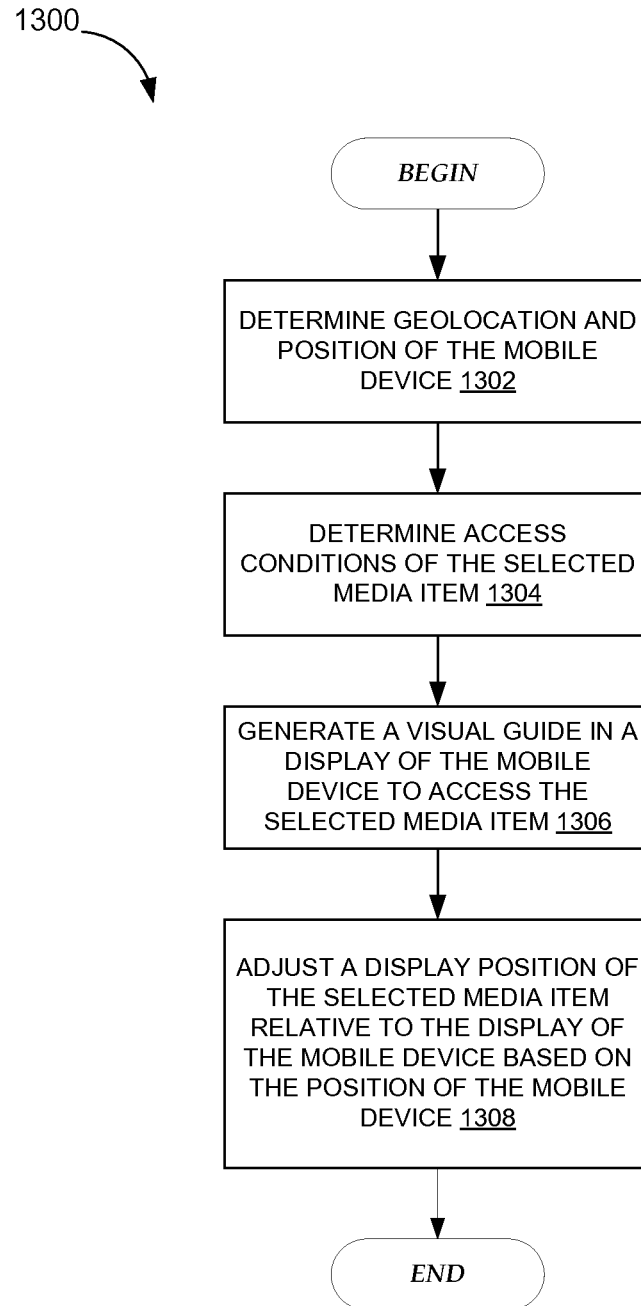 1300
BEGIN
DETERMINE GEOLOCATION AND
POSITION OF THE MOBILE
DEVICE 1302
DETERMINE ACCESS
CONDITIONS OF THE SELECTED
MEDIA ITEM 1304
GENERATE A VISUAL GUIDE IN A
DISPLAY OF THE MOBILE
DEVICE TO ACCESS THE
SELECTED MEDIA ITEM 1306
ADJUST A DISPLAY POSITION OF
THE SELECTED MEDIA ITEM
RELATIVE TO THE DISPLAY OF
THE MOBILE DEVICE BASED ON
THE POSITION OF THE MOBILE
DEVICE 1308
END